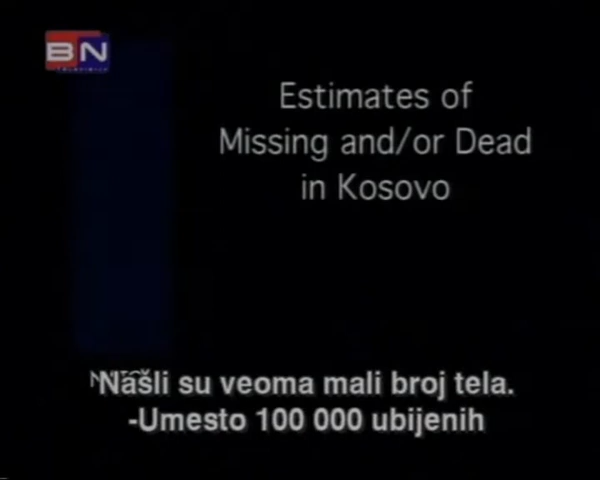 BN
TELEVIZIJA
Estimates of
Missing and/or Dead
in Kosovo
Našli su veoma mali broj tela.
-Umesto 100 000 ubijenih